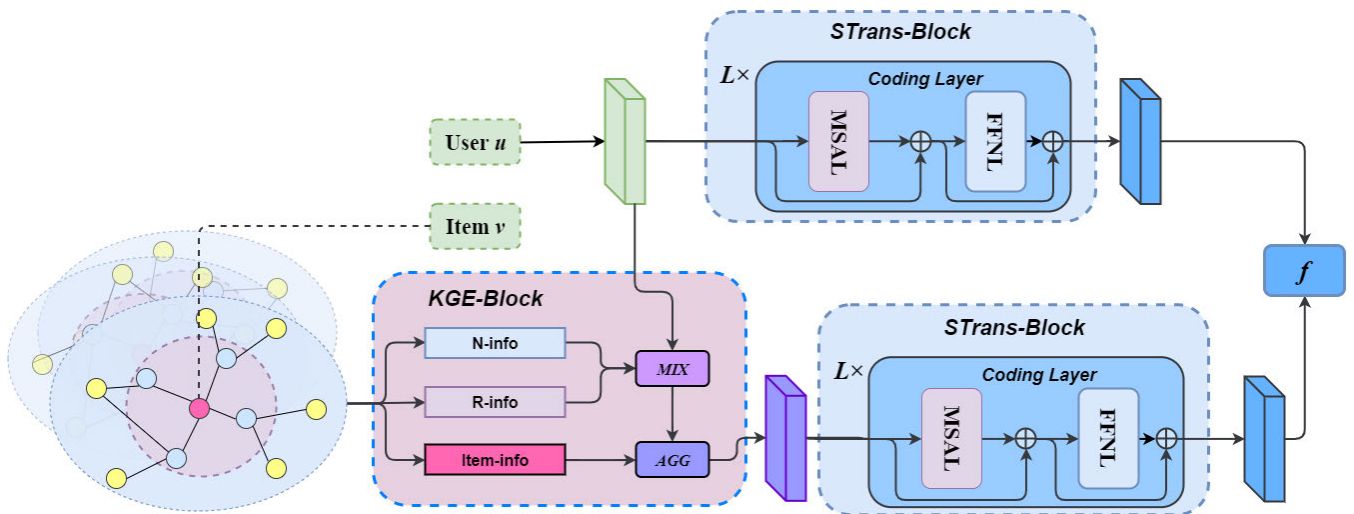 STrans-Block
L×
Coding Layer
MSAL
FFNL
User u
Item v
f
KGE-Block
N-info
MIX
R-info
Item-info
AGG
STrans-Block
L×
Coding Layer
MSAL
FFNL